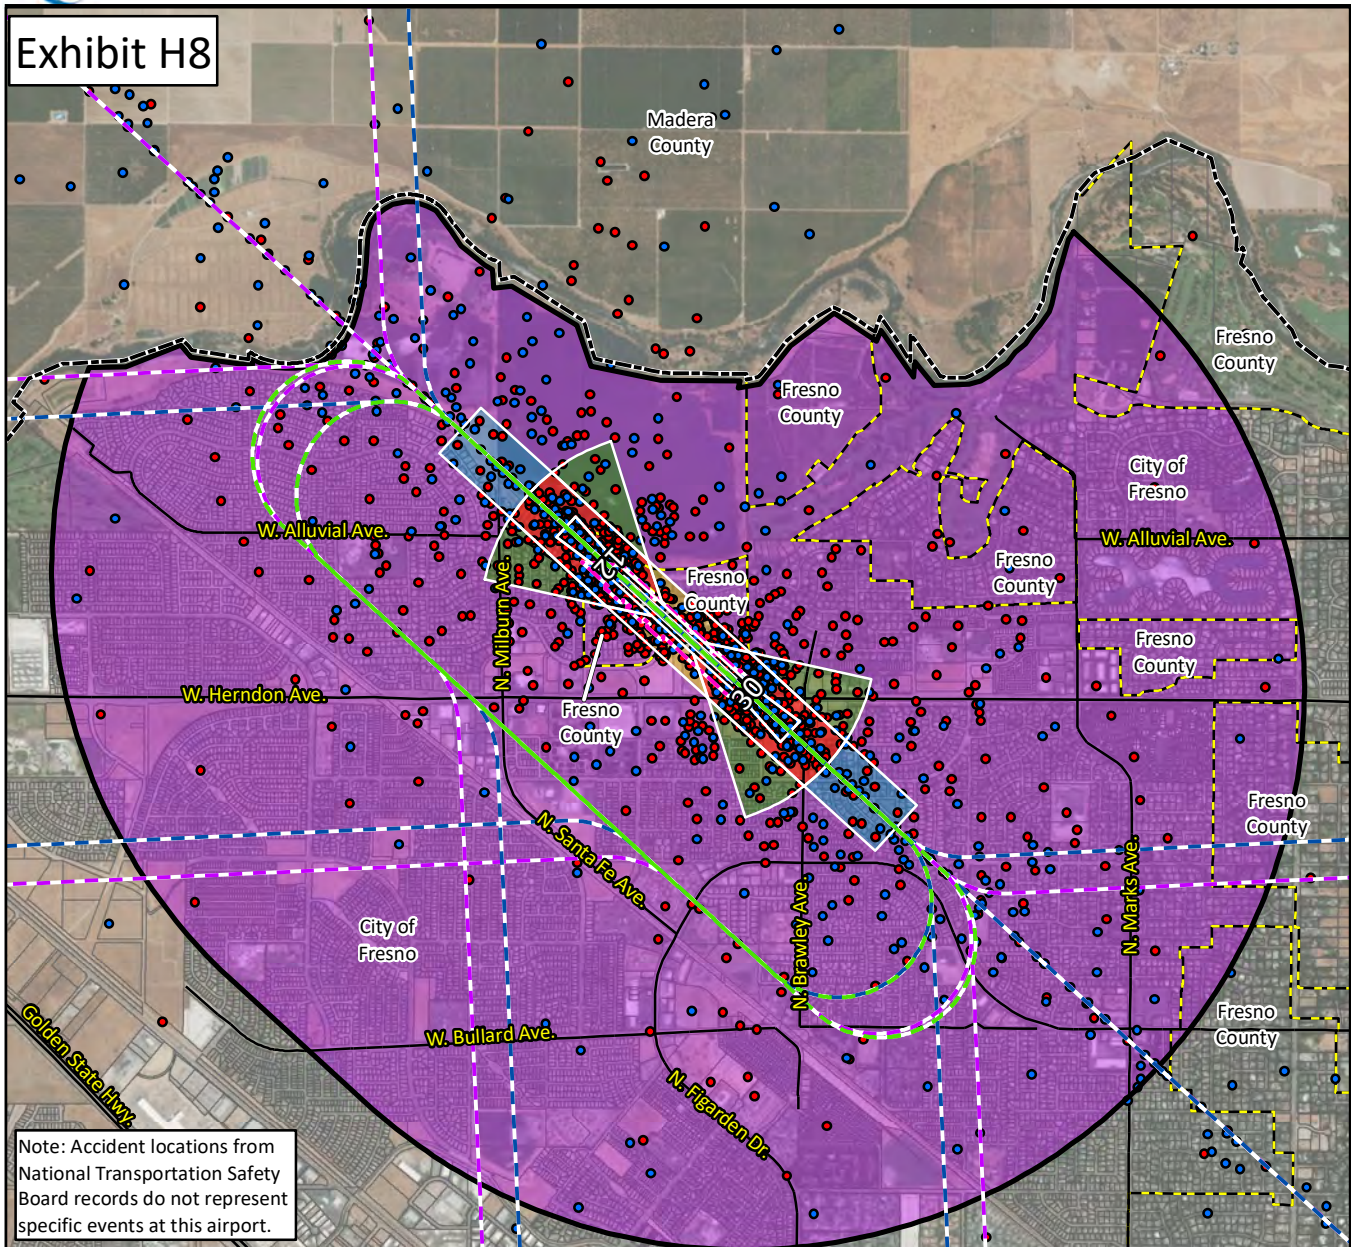 Exhibit H8
Madera
County
Fresno
County
Fresno
County
City of
Fresno
W. Alluvial Ave.
W. Alluvial Ave.
Fresno
County
Fresno
County
N. Milburn Ave.
12
Fresno
County
W. Herndon Ave.
30
Fresno
County
Fresno
County
N. Santa Fe Ave.
N. Marks Ave.
City of
Fresno
N. Brawley Ave.
Golden State Hwy.
W. Bullard Ave.
Fresno
County
N. Figarden Dr.
Note: Accident locations from
National Transportation Safety
Board records do not represent
specific events at this airport.